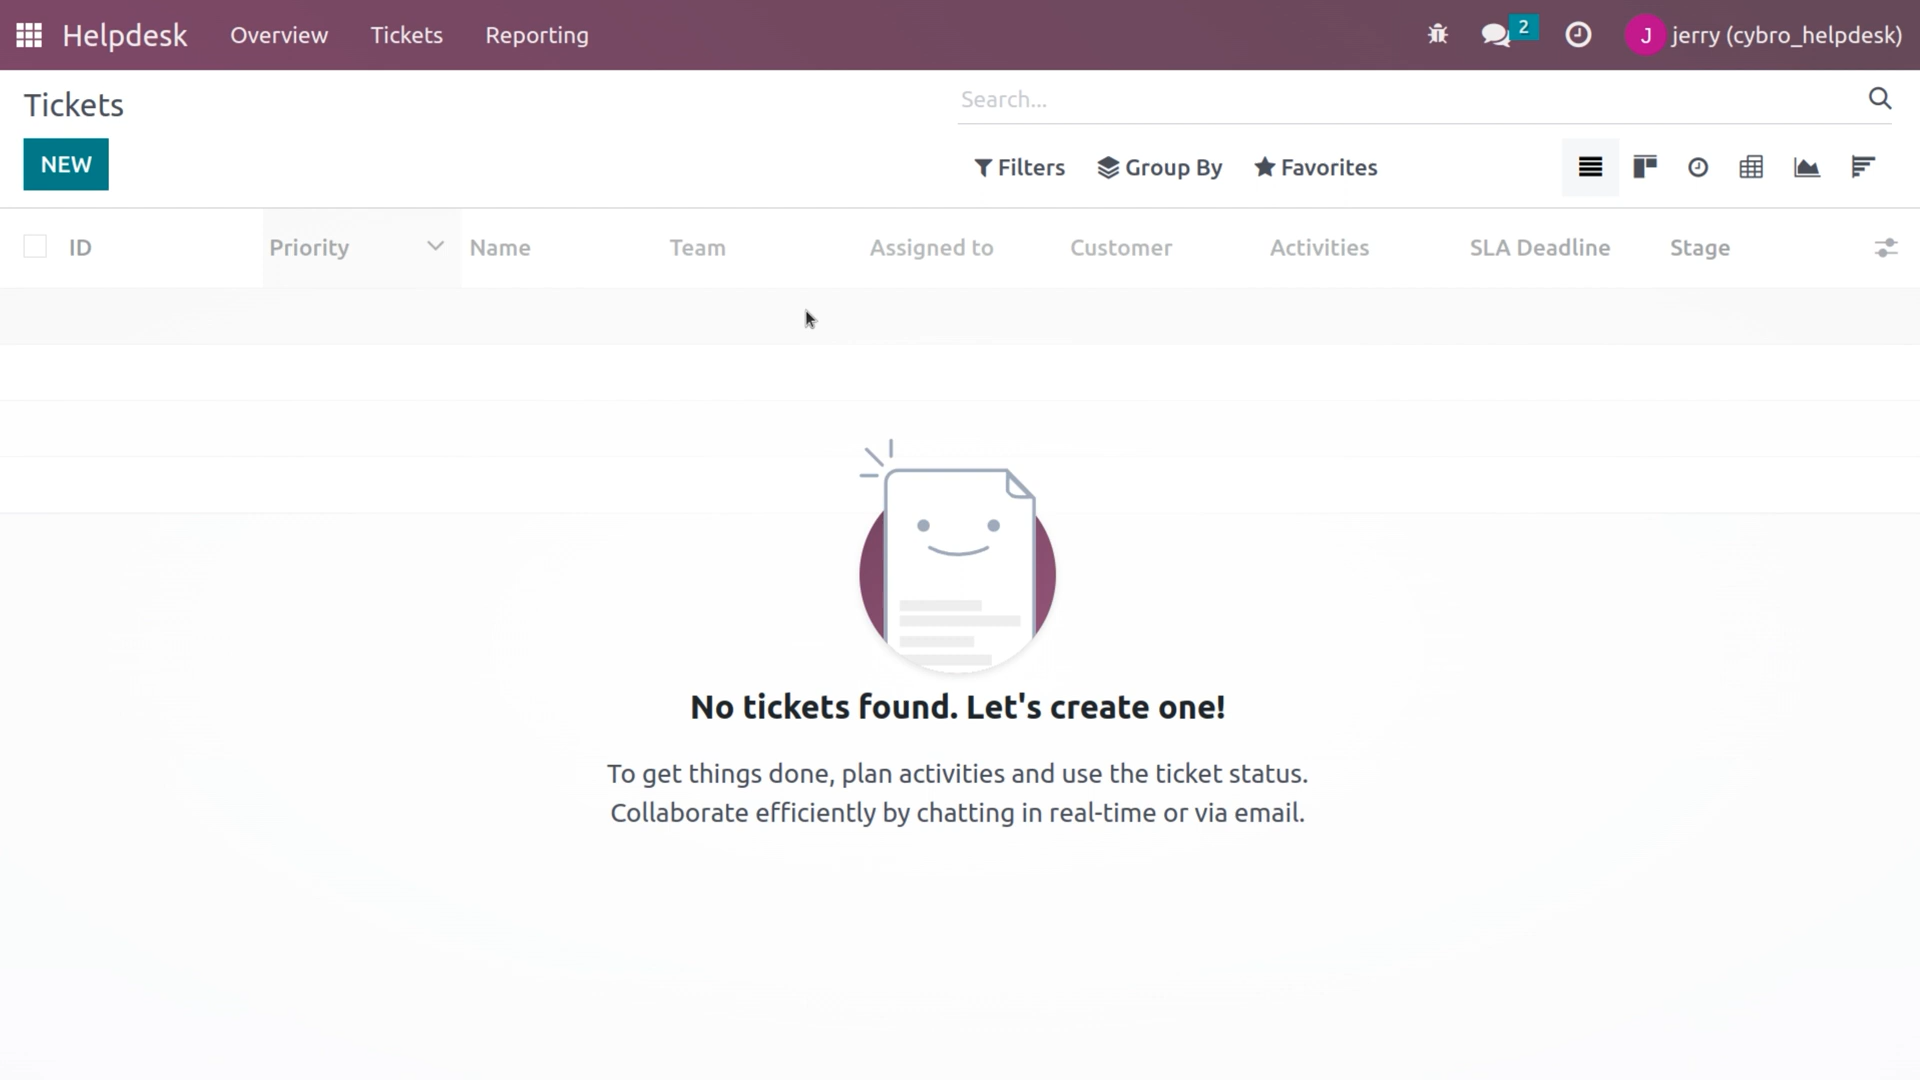 Helpdesk Overview Tickets Reporting 2 J jerry (cybro_helpdesk)
Tickets Search...
NEW Filters Group By Favorites
ID Priority Name Team Assigned to Customer Activities SLA Deadline Stage
No tickets found. Let's create one!
To get things done, plan activities and use the ticket status.
Collaborate efficiently by chatting in real-time or via email.